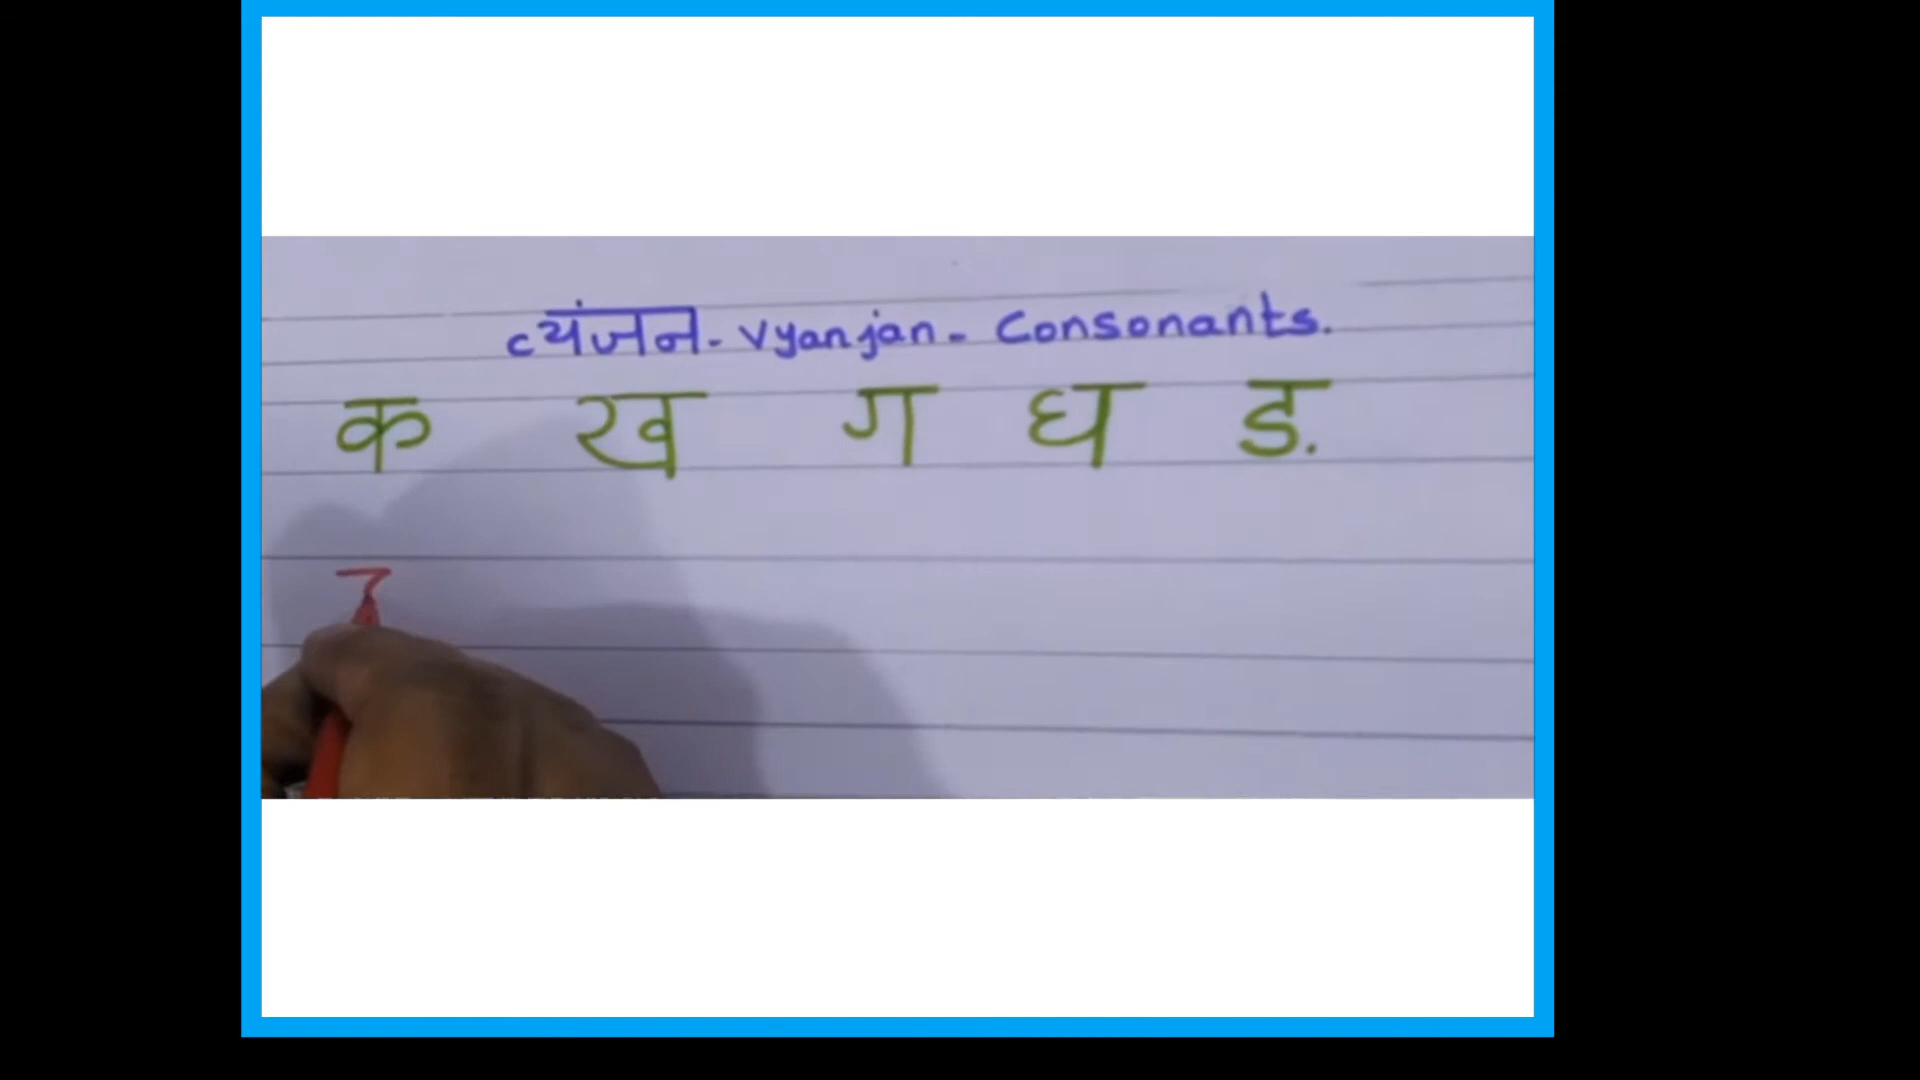 व्यंजन - Vyanjan - Consonants.
क ख ग घ ङ